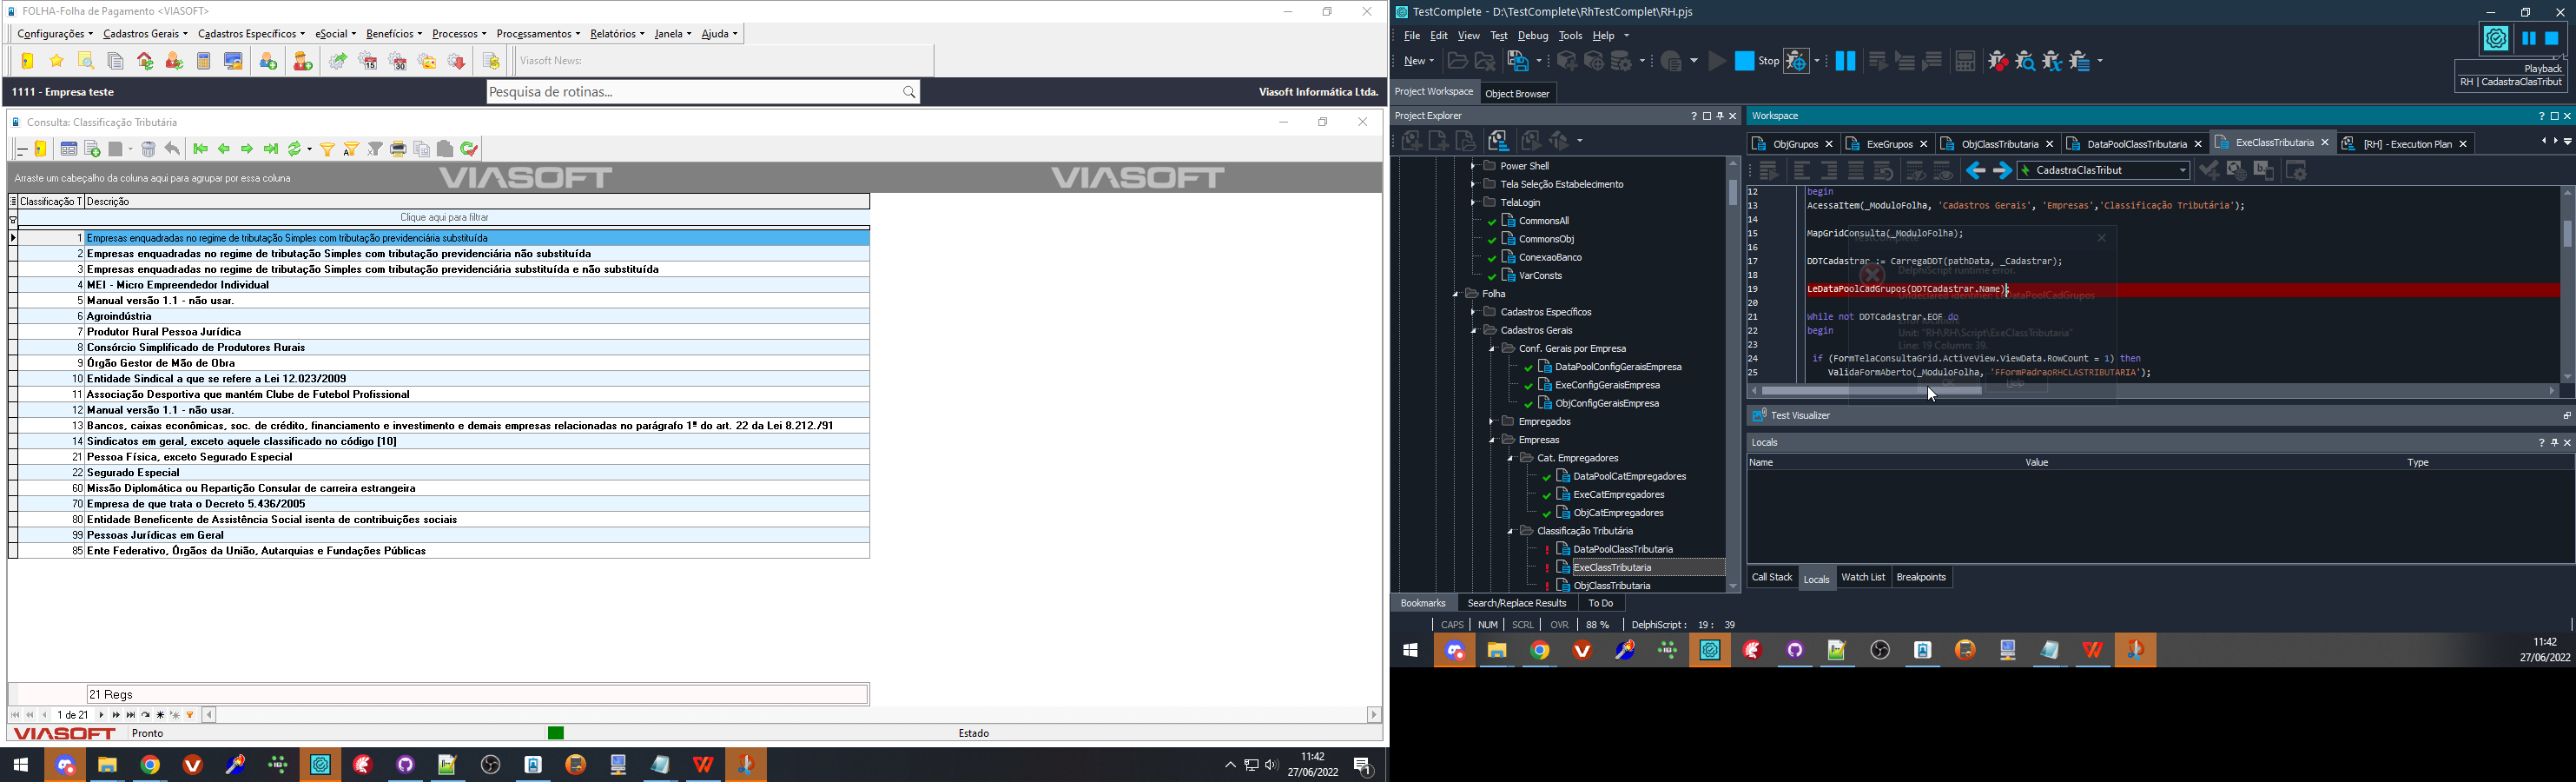 FOLHA-Folha de Pagamento <VIASOFT>
Configurações Cadastros Gerais Cadastros Específicos eSocial Benefícios Processos Processamentos Relatórios Janela Ajuda
15 30 Viasoft News:
1111 - Empresa teste Pesquisa de rotinas... Viasoft Informática Ltda.
Consulta: Classificação Tributária
Arraste um cabeçalho da coluna aqui para agrupar por essa coluna VIASOFT VIASOFT
Classificação T Descrição
Clique aqui para filtrar
1 Empresas enquadradas no regime de tributação Simples com tributação previdenciária substituída
2 Empresas enquadradas no regime de tributação Simples com tributação previdenciária não substituída
3 Empresas enquadradas no regime de tributação Simples com tributação previdenciária substituída e não substituída
4 MEI - Micro Empreendedor Individual
5 Manual versão 1.1 - não usar.
6 Agroindústria
7 Produtor Rural Pessoa Jurídica
8 Consórcio Simplificado de Produtores Rurais
9 Órgão Gestor de Mão de Obra
10 Entidade Sindical a que se refere a Lei 12.023/2009
11 Associação Desportiva que mantém Clube de Futebol Profissional
12 Manual versão 1.1 - não usar.
13 Bancos, caixas econômicas, soc. de crédito, financiamento e investimento e demais empresas relacionadas no parágrafo 1º do art. 22 da Lei 8.212./91
14 Sindicatos em geral, exceto aquele classificado no código [10]
21 Pessoa Física, exceto Segurado Especial
22 Segurado Especial
60 Missão Diplomática ou Repartição Consular de carreira estrangeira
70 Empresa de que trata o Decreto 5.436/2005
80 Entidade Beneficente de Assistência Social isenta de contribuições sociais
99 Pessoas Jurídicas em Geral
85 Ente Federativo, Órgãos da União, Autarquias e Fundações Públicas
21 Regs
1 de 21
VIASOFT Pronto Estado
11:42
27/06/2022
1
TestComplete - D:\TestComplete\RhTestComplet\RH.pjs
File Edit View Test Debug Tools Help
New Stop
Playback
RH | CadastraClasTribut
Project Workspace Object Browser
Project Explorer
Power Shell
Tela Seleção Estabelecimento
TelaLogin
CommonsAll
CommonsObj
ConexaoBanco
VarConsts
Folha
Cadastros Específicos
Cadastros Gerais
Conf. Gerais por Empresa
DataPoolConfigGeraisEmpresa
ExeConfigGeraisEmpresa
ObjConfigGeraisEmpresa
Empregados
Empresas
Cat. Empregadores
DataPoolCatEmpregadores
ExeCatEmpregadores
ObjCatEmpregadores
Classificação Tributária
DataPoolClassTributaria
ExeClassTributaria
ObjClassTributaria
Bookmarks Search/Replace Results To Do
Workspace
ObjGrupos ExeGrupos ObjClassTributaria DataPoolClassTributaria ExeClassTributaria [RH] - Execution Plan
CadastraClasTribut
12 begin
13 AcessaItem(_ModuloFolha, 'Cadastros Gerais', 'Empresas','Classificação Tributária');
14
15 MapGridConsulta(_ModuloFolha);
16
17 DDTCadastrar := CarregaDDT(pathData, _Cadastrar);
18
19 LeDataPoolCadGrupos(DDTCadastrar.Name);
20
21 While not DDTCadastrar.EOF do
22 begin
23
24 if (FormTelaConsultaGrid.ActiveView.ViewData.RowCount = 1) then
25 ValidaFormAberto(_ModuloFolha, 'FFormPadraoRHCLASTRIBUTARIA');
TestComplete
DelphiScript runtime error.
Undeclared identifier: LeDataPoolCadGrupos
Error location:
Unit: "RH\RH\Script\ExeClassTributaria"
Line: 19 Column: 39.
OK Help
Test Visualizer
Locals
Name Value Type
Call Stack Locals Watch List Breakpoints
CAPS NUM SCRL OVR 88 % DelphiScript : 19 : 39
11:42
27/06/2022